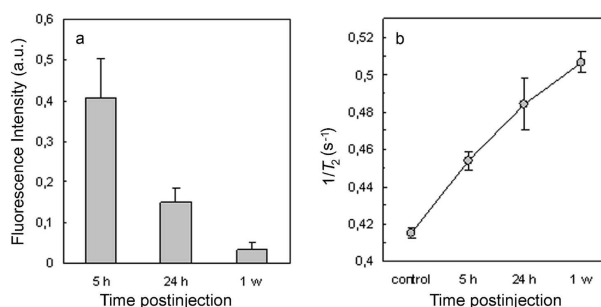 a
Fluorescence Intensity (a.u.)
0,6
0,5
0,4
0,3
0,2
0,1
0
5 h 24 h 1 w
Time postinjection
b
1/T2 (s-1)
0,52
0,5
0,48
0,46
0,44
0,42
0,4
control 5 h 24 h 1 w
Time postinjection